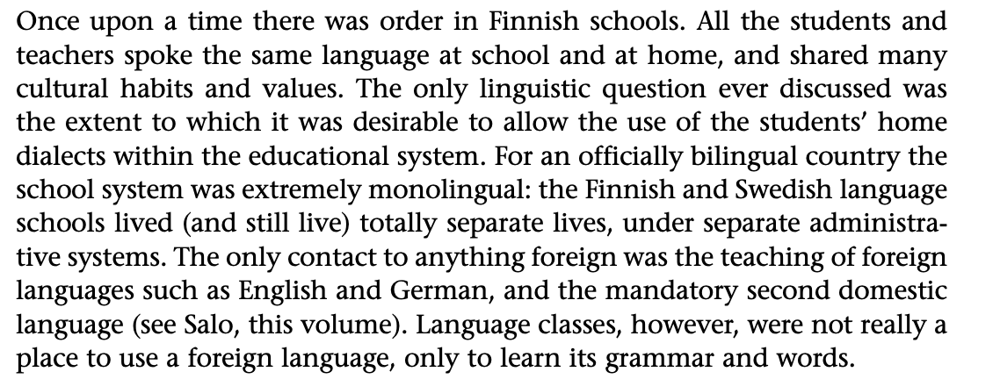 Once upon a time there was order in Finnish schools. All the students and
teachers spoke the same language at school and at home, and shared many
cultural habits and values. The only linguistic question ever discussed was
the extent to which it was desirable to allow the use of the students’ home
dialects within the educational system. For an officially bilingual country the
school system was extremely monolingual: the Finnish and Swedish language
schools lived (and still live) totally separate lives, under separate administra-
tive systems. The only contact to anything foreign was the teaching of foreign
languages such as English and German, and the mandatory second domestic
language (see Salo, this volume). Language classes, however, were not really a
place to use a foreign language, only to learn its grammar and words.